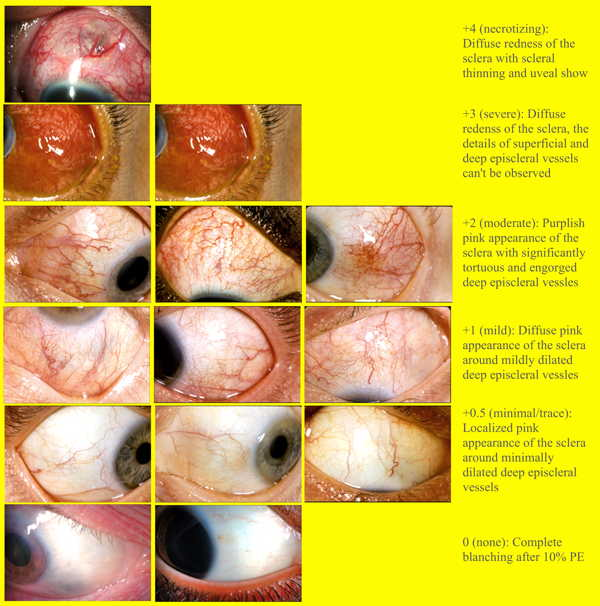 +4 (necrotizing):
Diffuse redness of the
sclera with scleral
thinning and uveal show
+3 (severe): Diffuse
redenss of the sclera, the
details of superficial and
deep episcleral vessels
can't be observed
+2 (moderate): Purplish
pink appearance of the
sclera with significantly
tortuous and engorged
deep episcleral vessles
+1 (mild): Diffuse pink
appearance of the sclera
around mildly dilated
deep episcleral vessles
+0.5 (minimal/trace):
Localized pink
appearance of the sclera
around minimally
dilated deep episcleral
vessels
0 (none): Complete
blanching after 10% PE